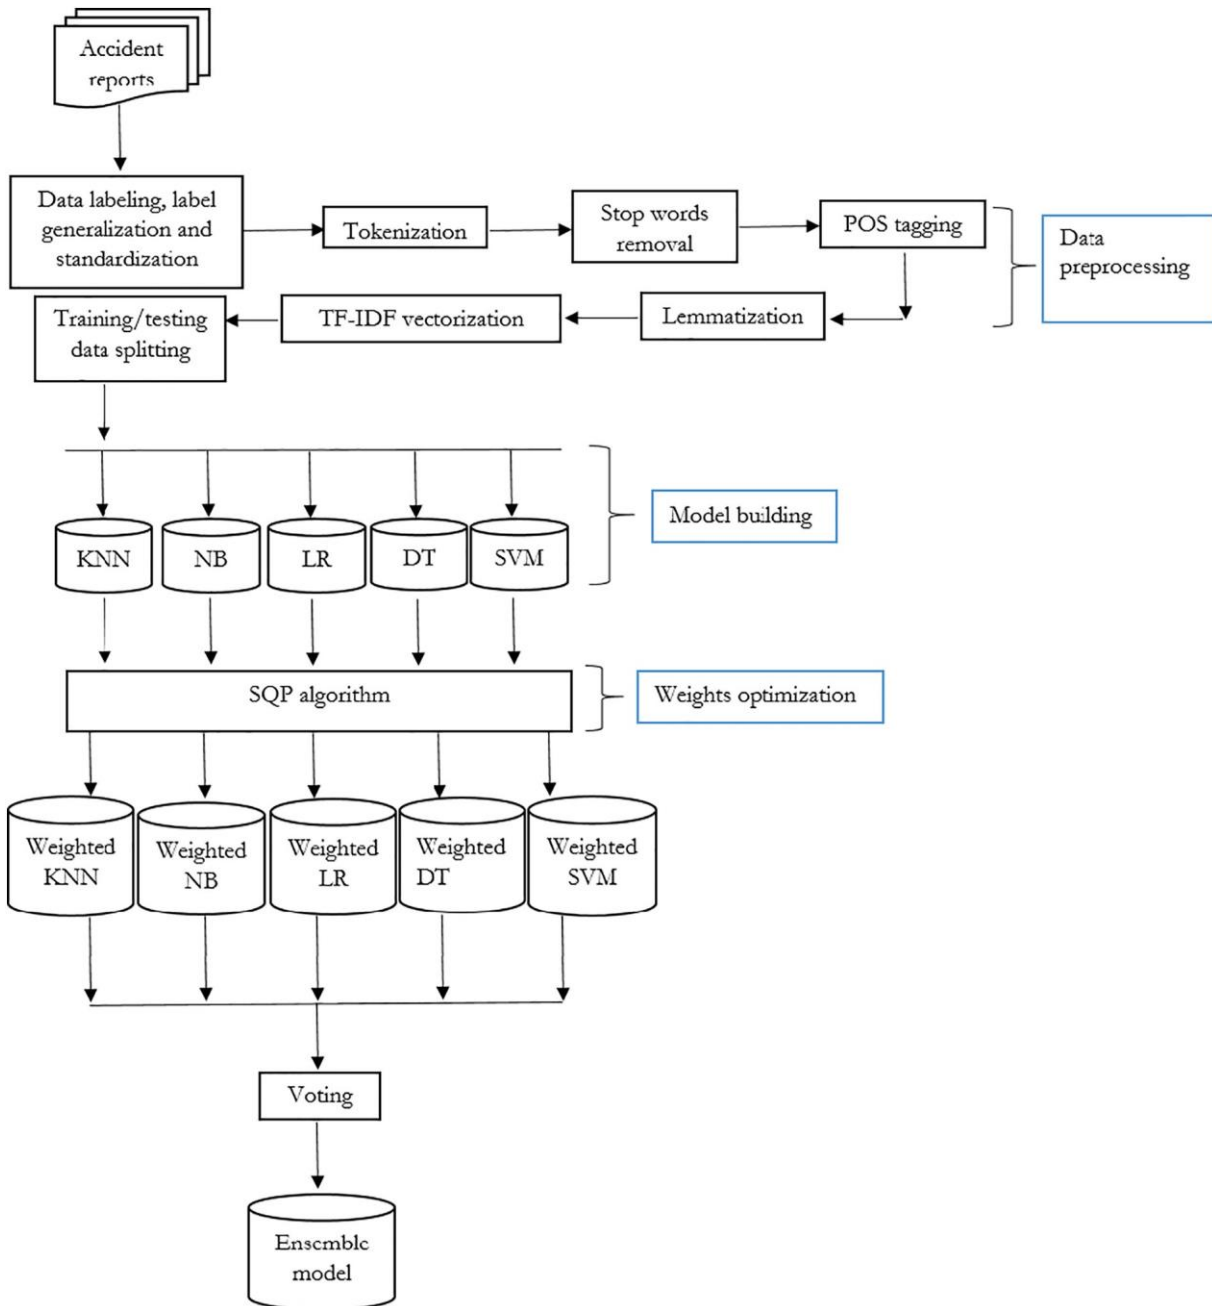 Accident
reports
Data labeling, label
generalization and
standardization
Tokenization
Stop words
removal
POS tagging
Data
preprocessing
Training/testing
data splitting
TF-IDF vectorization
Lemmatization
KNN
NB
LR
DT
SVM
Model building
SQP algorithm
Weights optimization
Weighted
KNN
Weighted
NB
Weighted
LR
Weighted
DT
Weighted
SVM
Voting
Ensemble
model